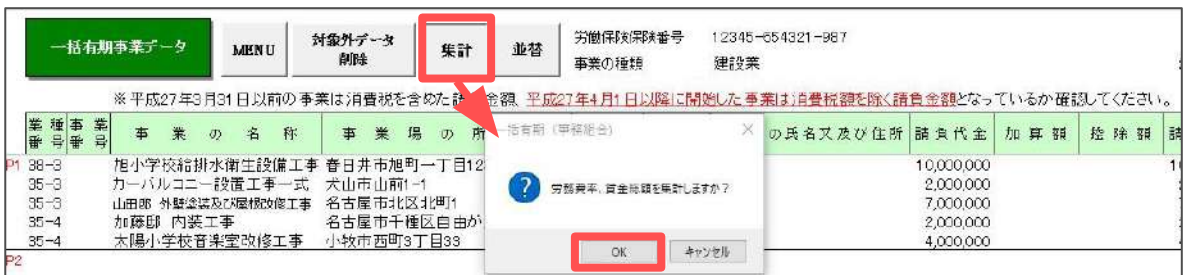 一括有期事業データ
MENU
対象外データ
削除
集計
並替
労働保険保険番号 12345-654321-987
事業の種類 建設業
※平成27年3月31日以前の事業は消費税を含めた請 金額、平成27年4月1日以降に開始した事業は消費税額を除く請負金額となっているか確認してください。
業種番号 事業番号 事業の名称 事業場の所 の氏名又及び住所 請負代金 加算額 控除額 請
一括有期（事務組合） ×
P1 38-3 旭小学校給排水衛生設備工事 春日井市旭町一丁目12 10,000,000
35-3 カーバルコニー設置工事一式 犬山市山前1-1 2,000,000
35-3 山田邸 外壁塗装及び屋根改修工事 名古屋市北区北町1 7,000,000
35-4 加藤邸 内装工事 名古屋市千種区自由が 2,000,000
35-4 太陽小学校音楽室改修工事 小牧市西町3丁目33 4,000,000
P2
労務費率、賃金総額を集計しますか？
OK キャンセル